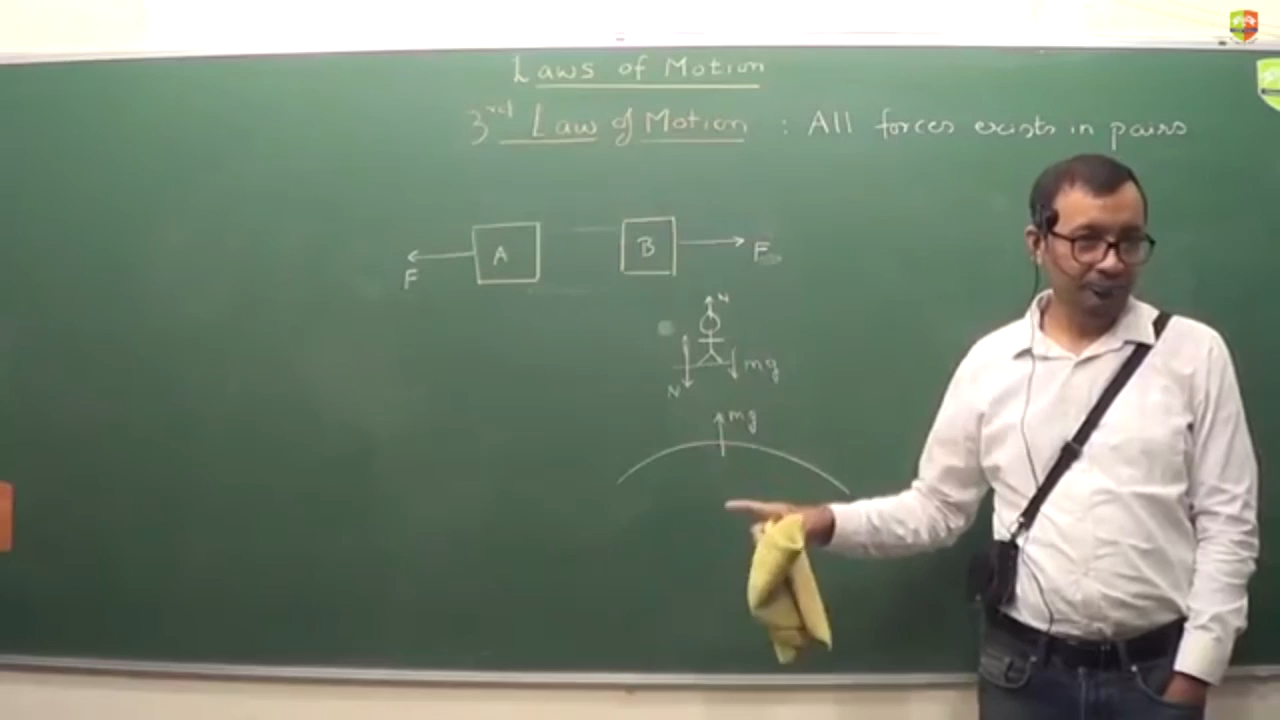 Laws of Motion
3rd Law of Motion : All forces exists in pairs
F A B F
N
mg
N
mg